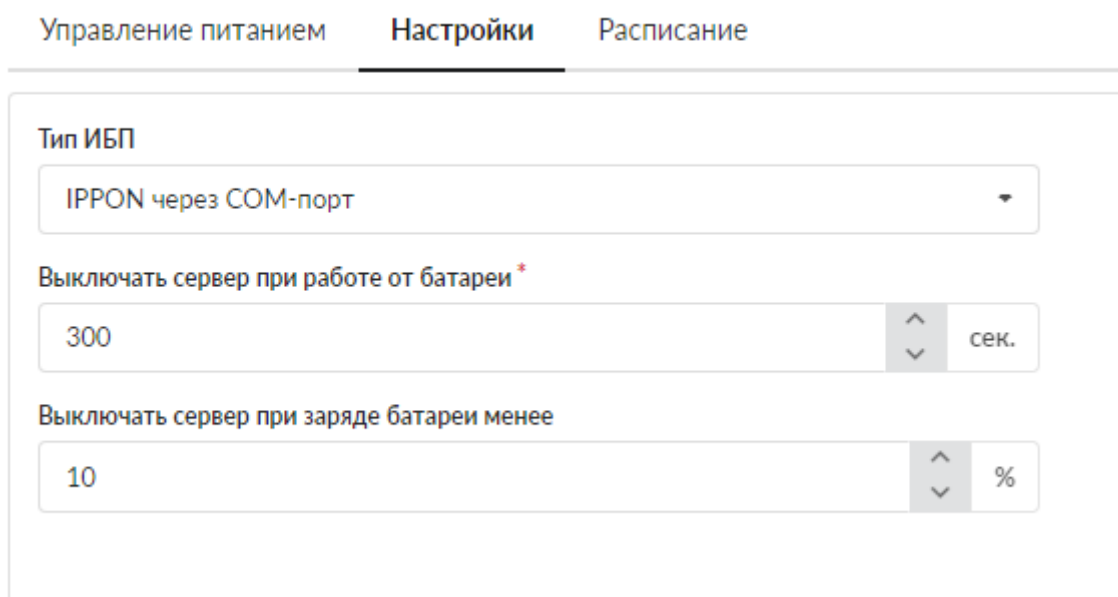 Управление питанием Настройки Расписание
Тип ИБП
IPPON через COM-порт
Выключать сервер при работе от батареи *
300 сек.
Выключать сервер при заряде батареи менее
10 %